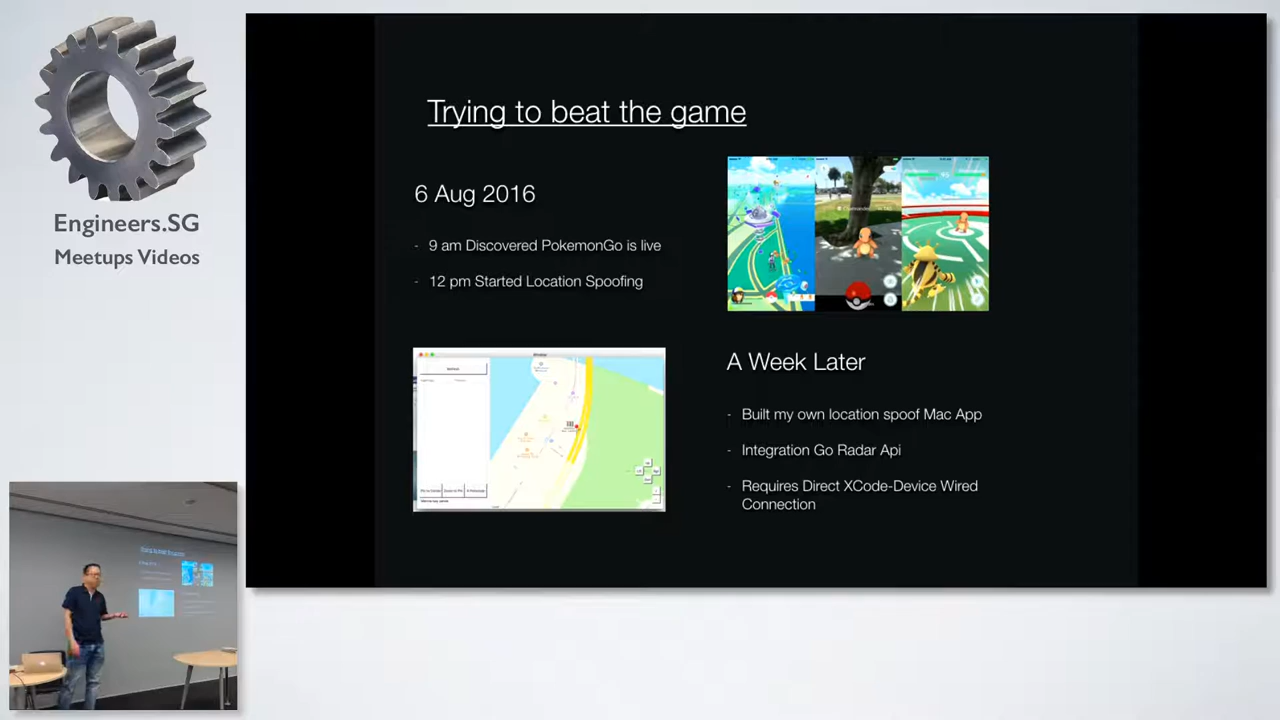 Engineers.SG
Meetups Videos
Trying to beat the game
6 Aug 2016
- 9 am Discovered PokemonGo is live
- 12 pm Started Location Spoofing
A Week Later
- Built my own location spoof Mac App
- Integration Go Radar Api
- Requires Direct XCode-Device Wired
Connection